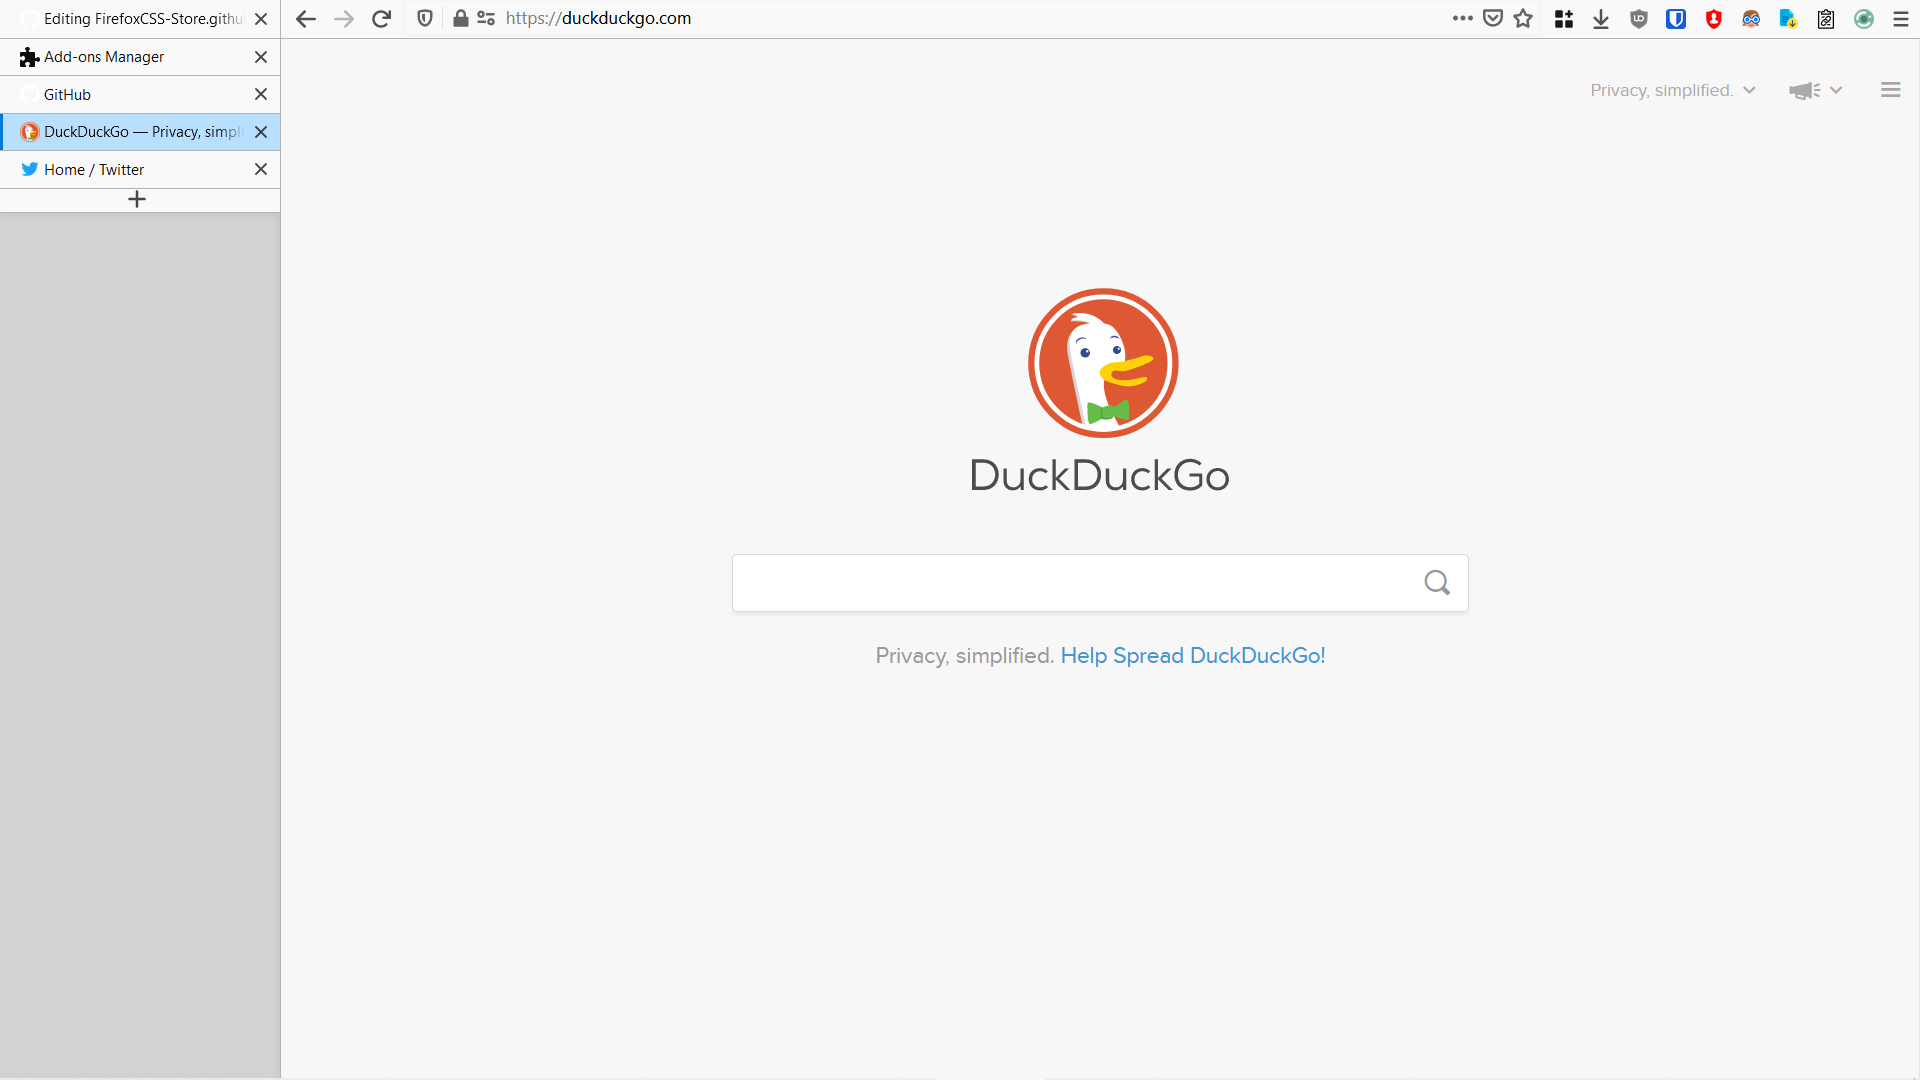 Editing FirefoxCSS-Store.githu
https://duckduckgo.com
Add-ons Manager
GitHub
DuckDuckGo — Privacy, simpli
Home / Twitter
Privacy, simplified.
DuckDuckGo
Privacy, simplified. Help Spread DuckDuckGo!